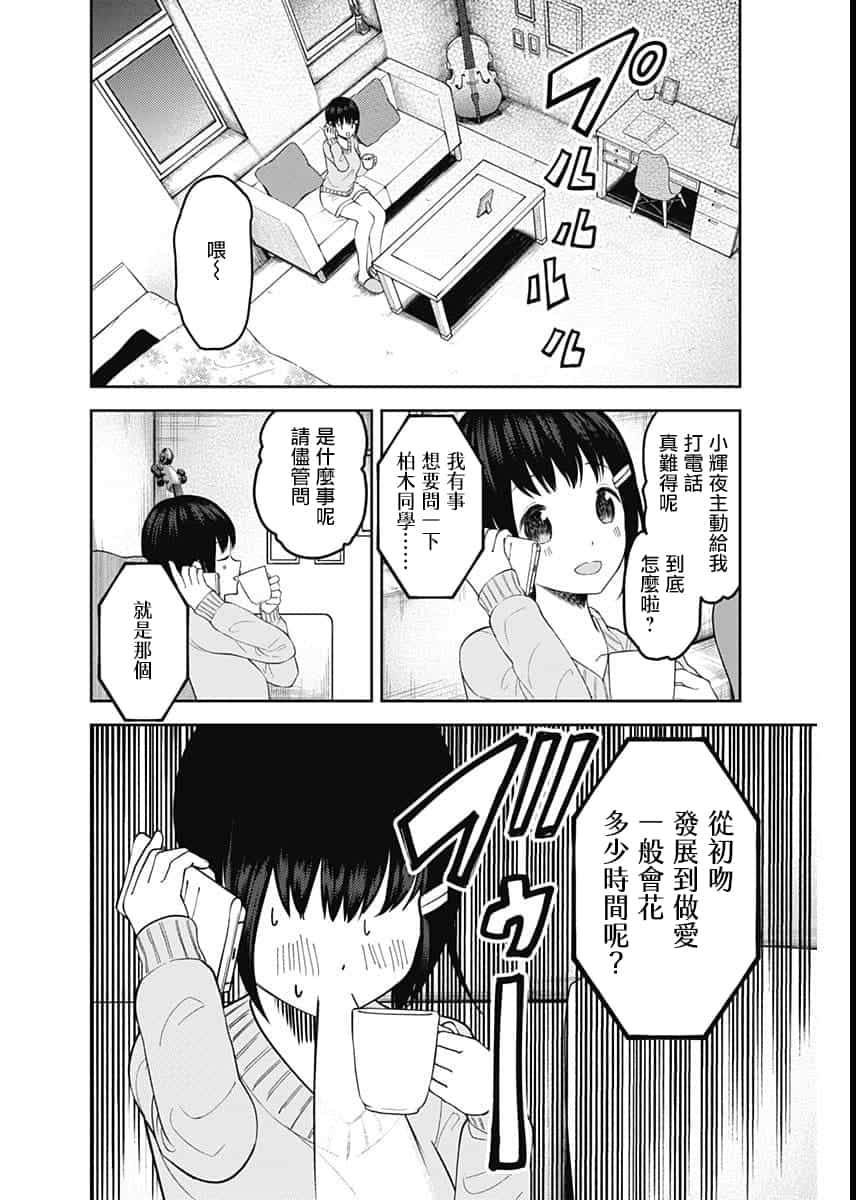 プルルルル
喂～
小輝夜主動給我
打電話
真難得呢
到底
怎麼啦？
我有事
想要問一下
柏木同學……
是什麼事呢
請儘管問
就是那個
從初吻
發展到做愛
一般會花
多少時間呢？
ブゥー